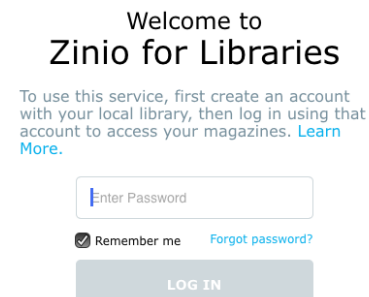 Welcome to
Zinio for Libraries
To use this service, first create an account
with your local library, then log in using that
account to access your magazines. Learn
More.
Enter Password
Remember me Forgot password?
LOG IN